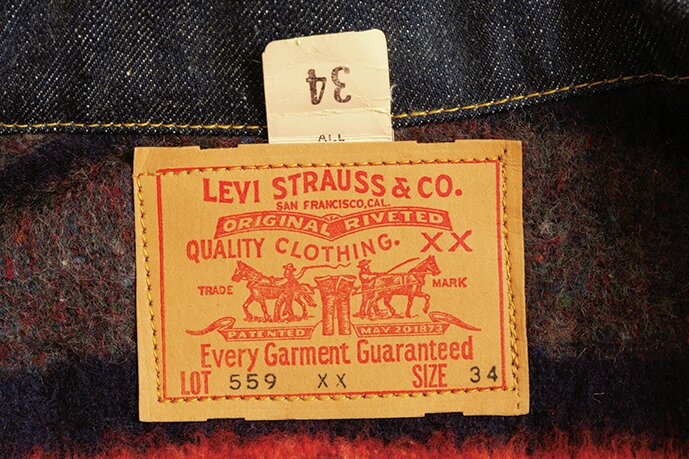 34
ALL
LEVI STRAUSS & CO.
SAN FRANCISCO, CAL.
ORIGINAL RIVETED
QUALITY CLOTHING. XX
TRADE MARK
PATENTED MAY 20 1873
Every Garment Guaranteed
LOT 559 XX SIZE 34